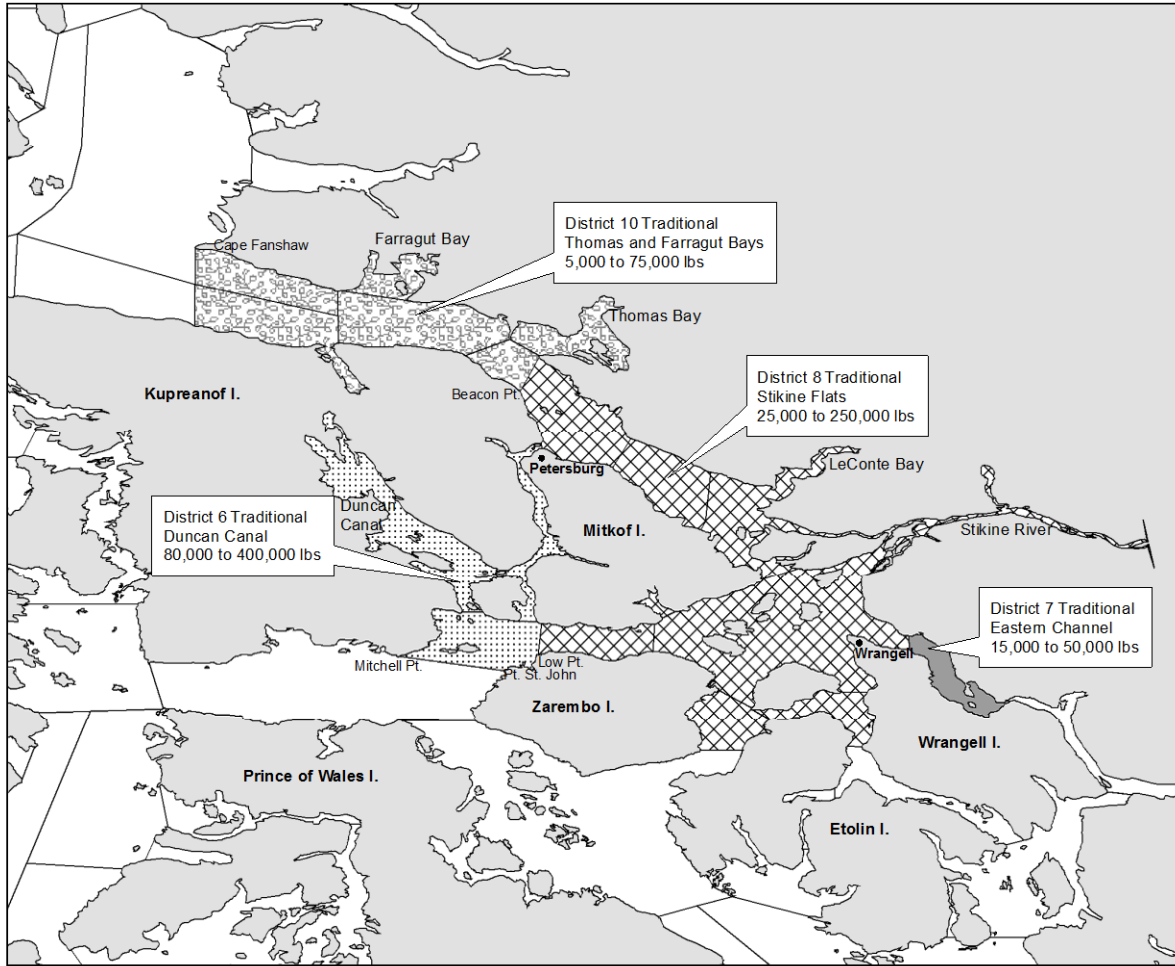 District 10 Traditional
Thomas and Farragut Bays
5,000 to 75,000 lbs
Cape Fanshaw
Farragut Bay
Thomas Bay
Kupreanof I.
Beacon Pt.
District 8 Traditional
Stikine Flats
25,000 to 250,000 lbs
Petersburg
LeConte Bay
District 6 Traditional
Duncan Canal
80,000 to 400,000 lbs
Duncan
Canal
Mitkof I.
Stikine River
District 7 Traditional
Eastern Channel
15,000 to 50,000 lbs
Mitchell Pt.
Low Pt.
Pt. St. John
Wrangell
Zarembo I.
Wrangell I.
Prince of Wales I.
Etolin I.